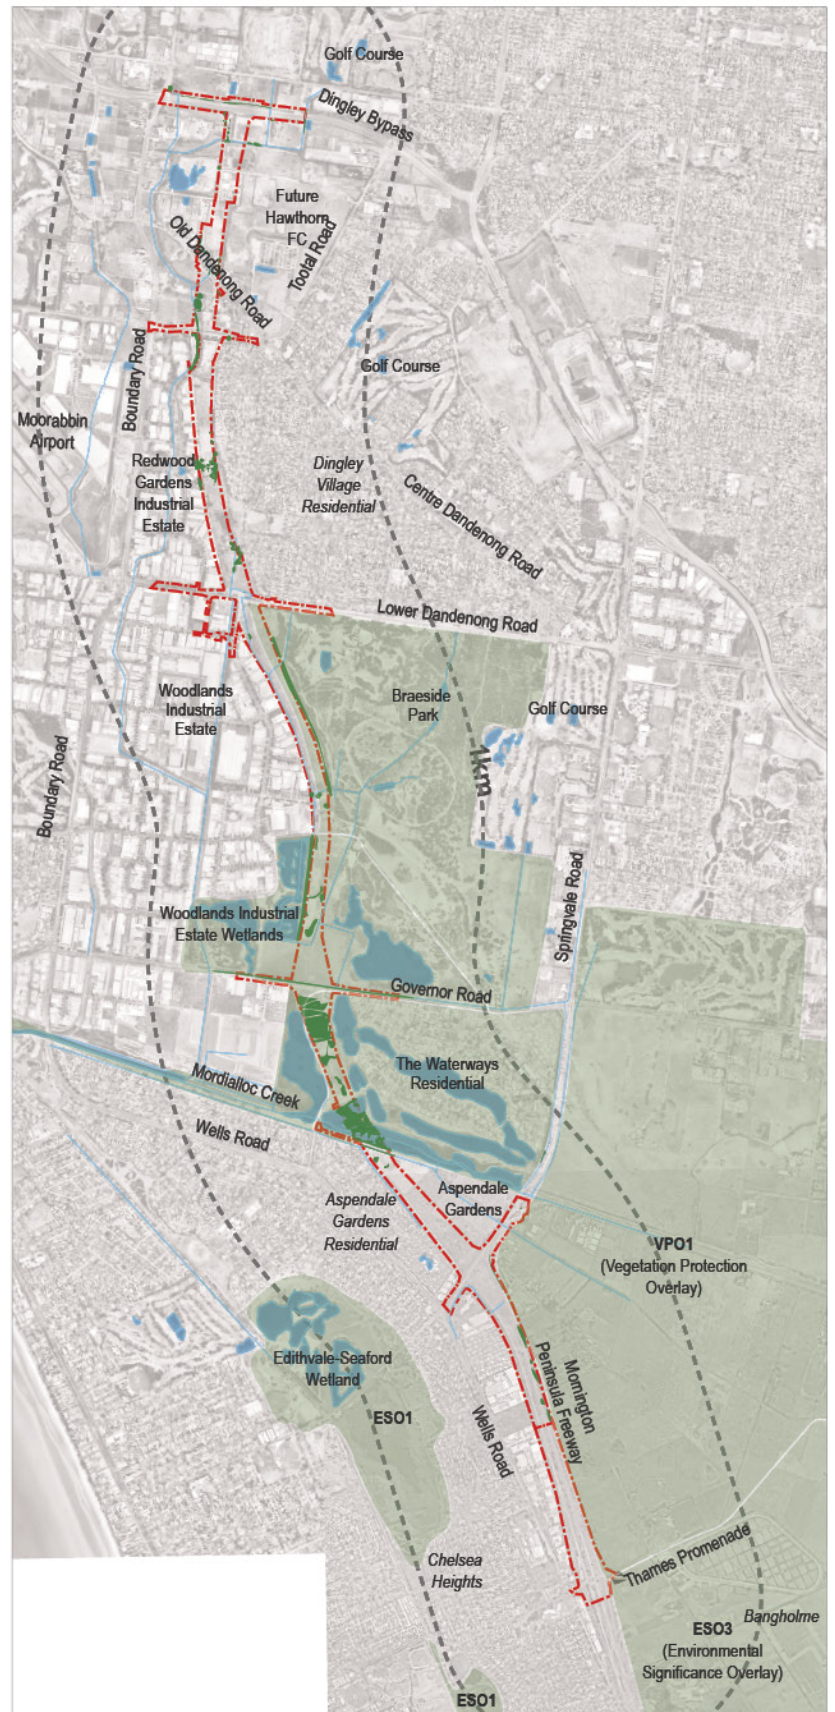 Golf Course
Dingley Bypass
Future
Hawthorn
FC
Tootal Road
Old Dandenong Road
Boundary Road
Golf Course
Moorabbin
Airport
Redwood
Gardens
Industrial
Estate
Dingley
Village
Residential
Centre Dandenong Road
Lower Dandenong Road
Woodlands
Industrial
Estate
Braeside
Park
Golf Course
1km
Boundary Road
Springvale Road
Woodlands Industrial
Estate Wetlands
Governor Road
The Waterways
Residential
Mordialloc Creek
Wells Road
Aspendale
Gardens
Residential
Aspendale
Gardens
VPO1
(Vegetation Protection
Overlay)
Edithvale-Seaford
Wetland
ESO1
Mornington
Peninsula Freeway
Wells Road
Chelsea
Heights
Thames Promenade
Bangholme
ESO3
(Environmental
Significance Overlay)
ESO1